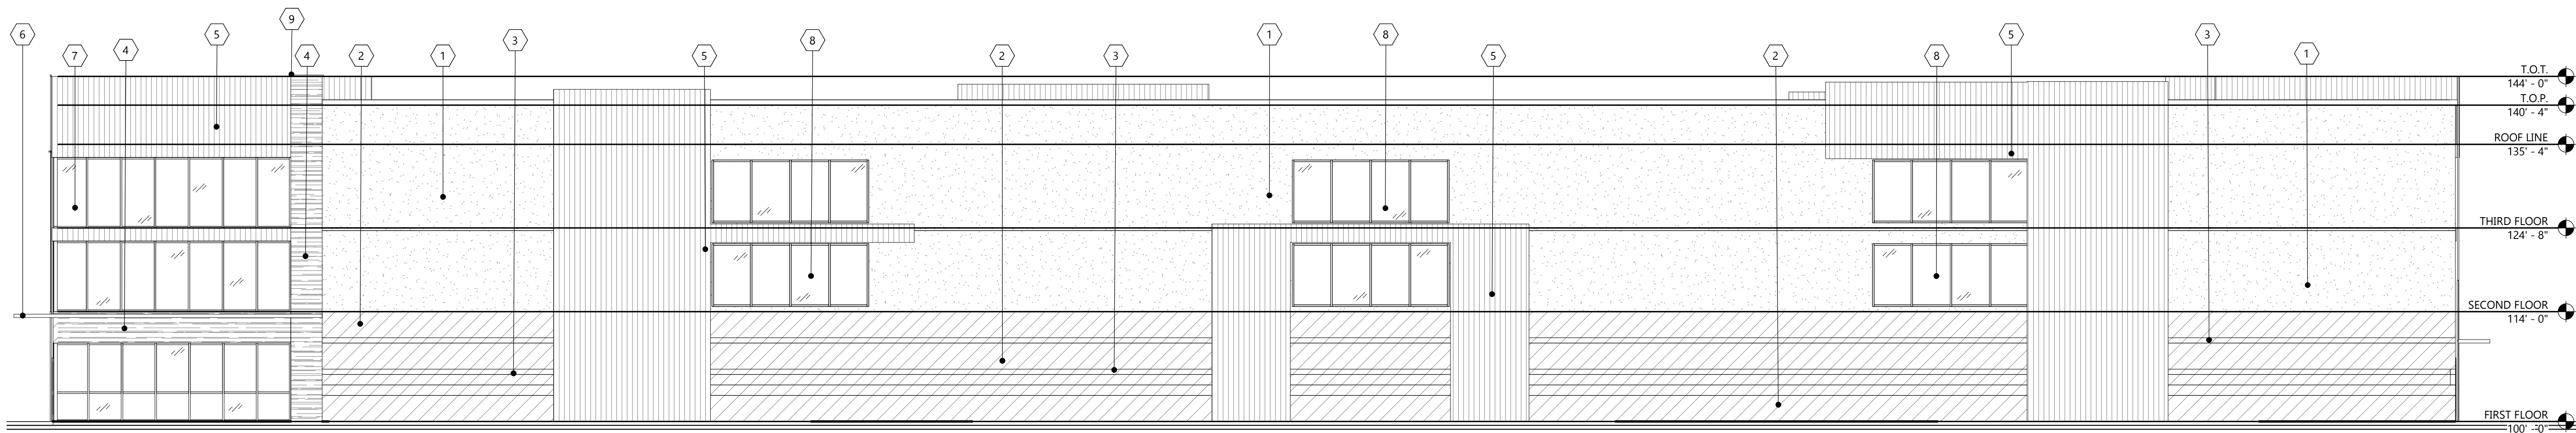 9
6
5
3
8
1
8
5
3
7
4
4
2
1
5
2
3
5
2
8
1
T.O.T.
144' - 0"
T.O.P.
140' - 4"
ROOF LINE
135' - 4"
THIRD FLOOR
124' - 8"
SECOND FLOOR
114' - 0"
FIRST FLOOR
100' - 0"